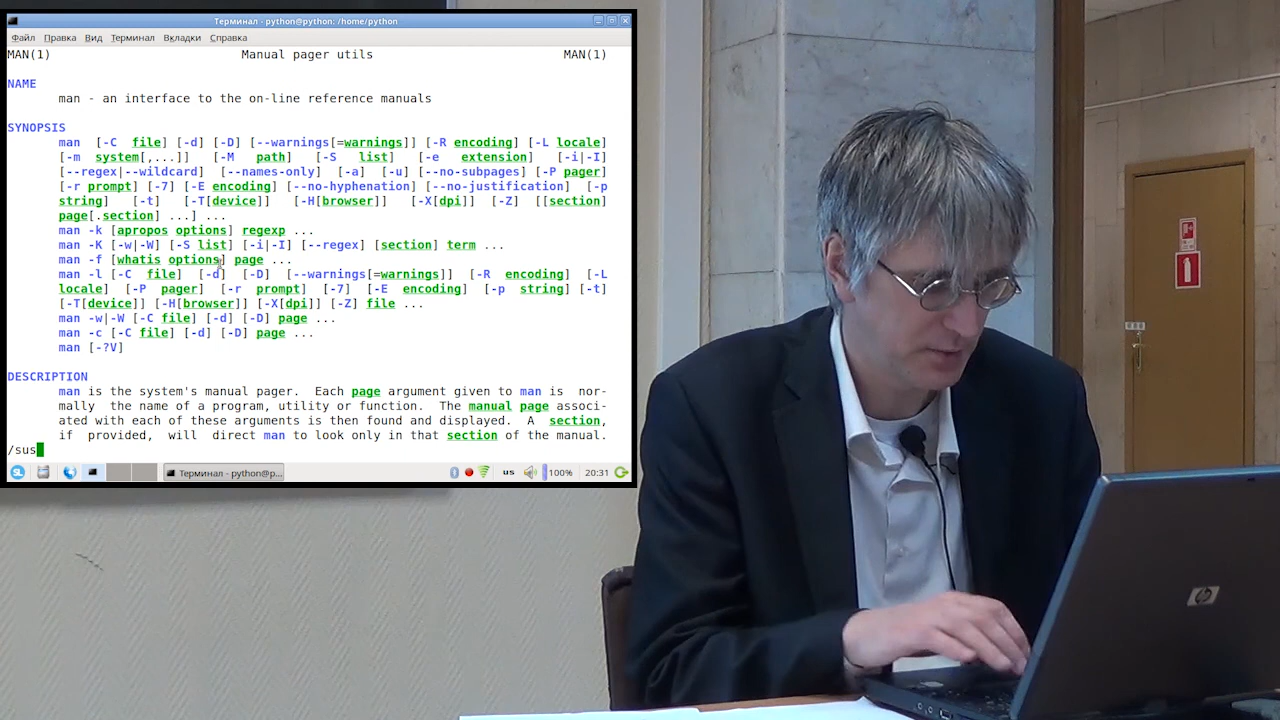 Терминал - python@python: /home/python
Файл Правка Вид Терминал Вкладки Справка
MAN(1) Manual pager utils MAN(1)
NAME
man - an interface to the on-line reference manuals
SYNOPSIS
man [-C file] [-d] [-D] [--warnings[=warnings]] [-R encoding] [-L locale]
[-m system[,...]] [-M path] [-S list] [-e extension] [-i|-I]
[--regex|--wildcard] [--names-only] [-a] [-u] [--no-subpages] [-P pager]
[-r prompt] [-7] [-E encoding] [--no-hyphenation] [--no-justification] [-p
string] [-t] [-T[device]] [-H[browser]] [-X[dpi]] [-Z] [[section]
page[.section] ...] ...
man -k [apropos options] regexp ...
man -K [-w|-W] [-S list] [-i|-I] [--regex] [section] term ...
man -f [whatis options] page ...
man -l [-C file] [-d] [-D] [--warnings[=warnings]] [-R encoding] [-L
locale] [-P pager] [-r prompt] [-7] [-E encoding] [-p string] [-t]
[-T[device]] [-H[browser]] [-X[dpi]] [-Z] file ...
man -w|-W [-C file] [-d] [-D] page ...
man -c [-C file] [-d] [-D] page ...
man [-?V]
DESCRIPTION
man is the system's manual pager. Each page argument given to man is nor-
mally the name of a program, utility or function. The manual page associ-
ated with each of these arguments is then found and displayed. A section,
if provided, will direct man to look only in that section of the manual.
/sus
Терминал - python@p... us 100% 20:31
hp